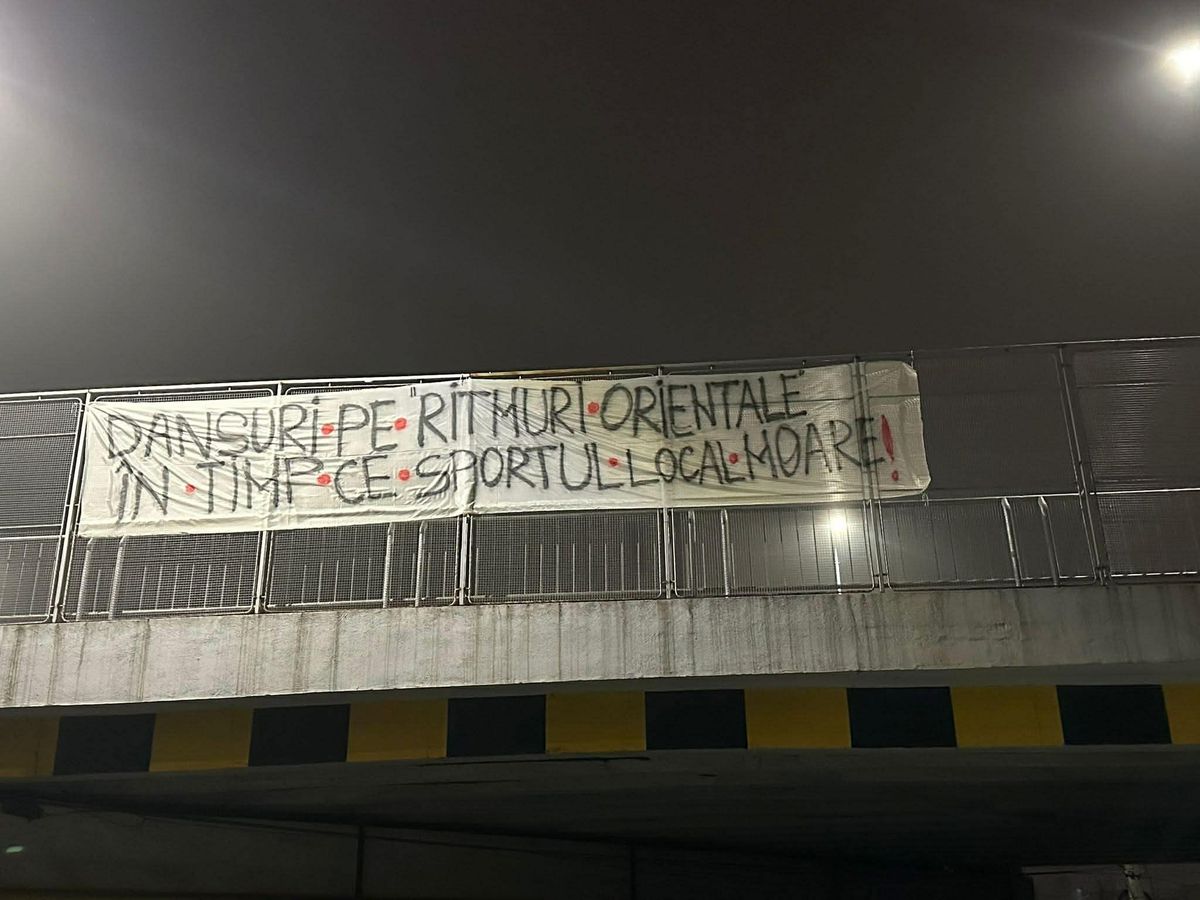 DANSURI•PE•"RITMURI•ORIENTALE"
ÎN•TIMP•CE•SPORTUL•LOCAL•MOARE!